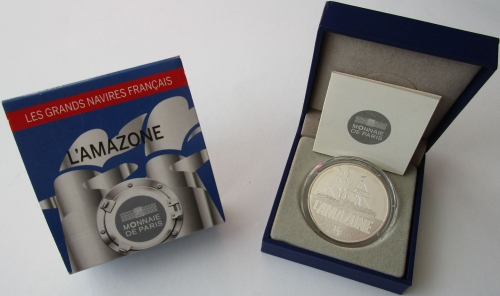 LES GRANDS NAVIRES FRANÇAIS
L'AMAZONE
MONNAIE
DE PARIS
MONNAIE
DE PARIS
L'AMAZONE